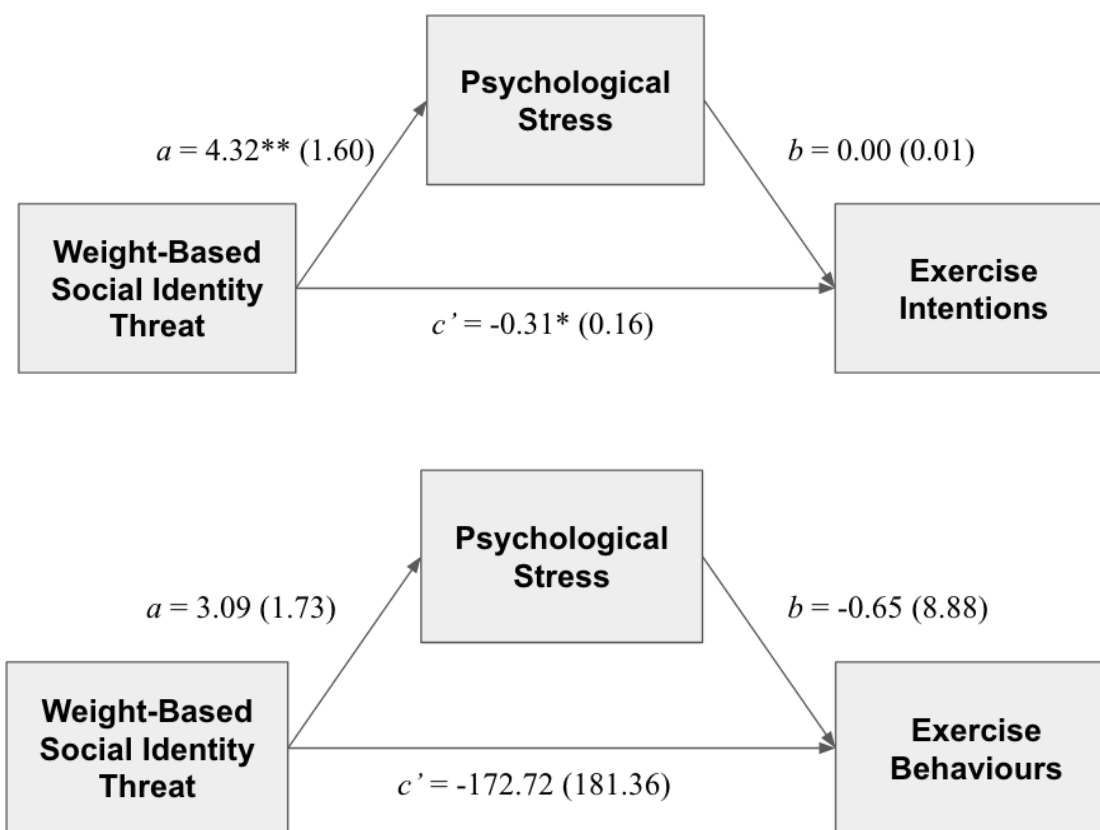 Psychological
Stress
a = 4.32** (1.60)
b = 0.00 (0.01)
Weight-Based
Social Identity
Threat
Exercise
Intentions
c’ = -0.31* (0.16)
Psychological
Stress
a = 3.09 (1.73)
b = -0.65 (8.88)
Weight-Based
Social Identity
Threat
Exercise
Behaviours
c’ = -172.72 (181.36)